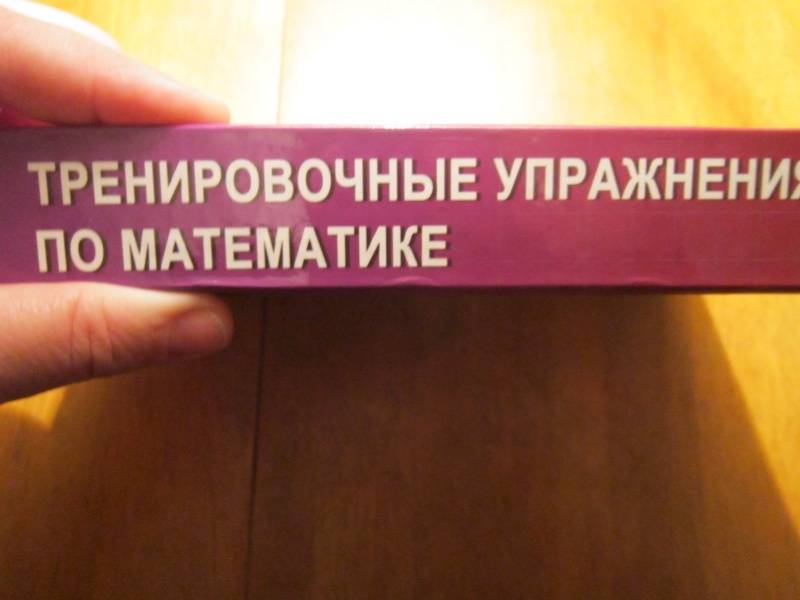 ТРЕНИРОВОЧНЫЕ УПРАЖНЕНИЯ
ПО МАТЕМАТИКЕ